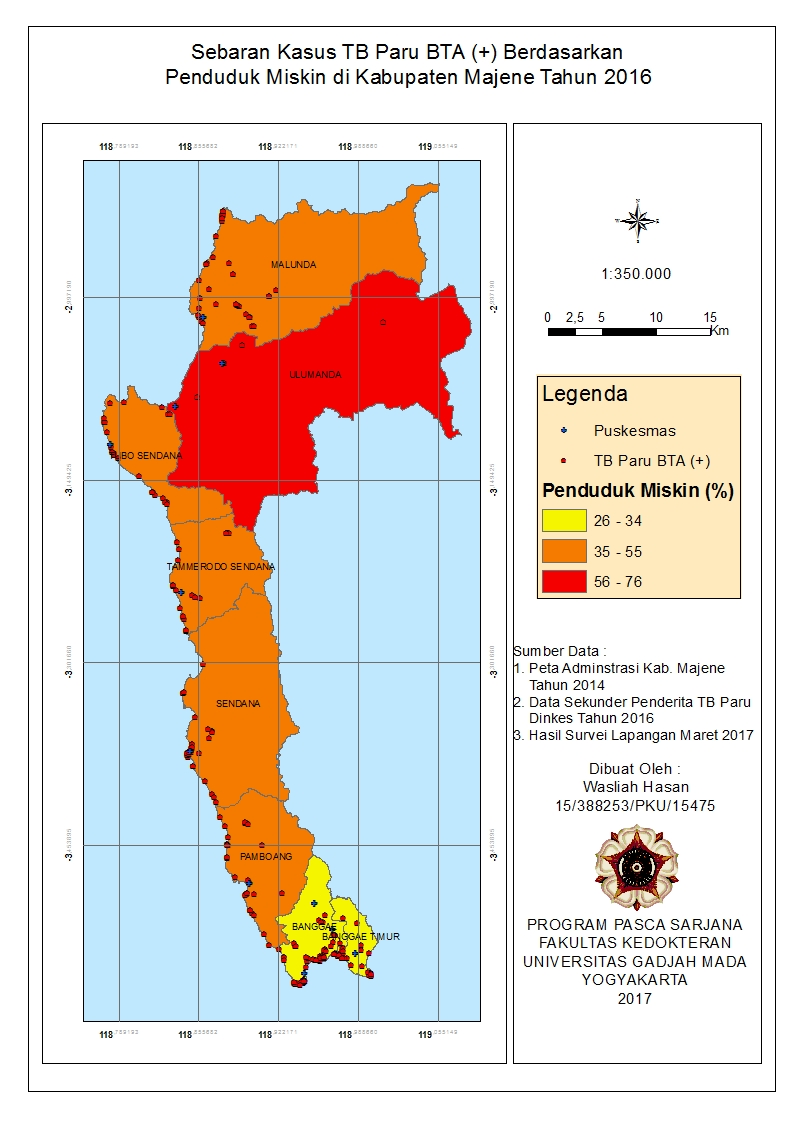 Sebaran Kasus TB Paru BTA (+) Berdasarkan
Penduduk Miskin di Kabupaten Majene Tahun 2016
MALUNDA
ULUMANDA
BO SENDANA
TAMMERODO SENDANA
SENDANA
PAMBOANG
BANGGAE
BANGGAE TIMUR
1:350.000
0 2,5 5 10 15
Km
Legenda
Puskesmas
TB Paru BTA (+)
Penduduk Miskin (%)
26 - 34
35 - 55
56 - 76
Sumber Data :
1. Peta Adminstrasi Kab. Majene
Tahun 2014
2. Data Sekunder Penderita TB Paru
Dinkes Tahun 2016
3. Hasil Survei Lapangan Maret 2017
Dibuat Oleh :
Wasliah Hasan
15/388253/PKU/15475
PROGRAM PASCA SARJANA
FAKULTAS KEDOKTERAN
UNIVERSITAS GADJAH MADA
YOGYAKARTA
2017